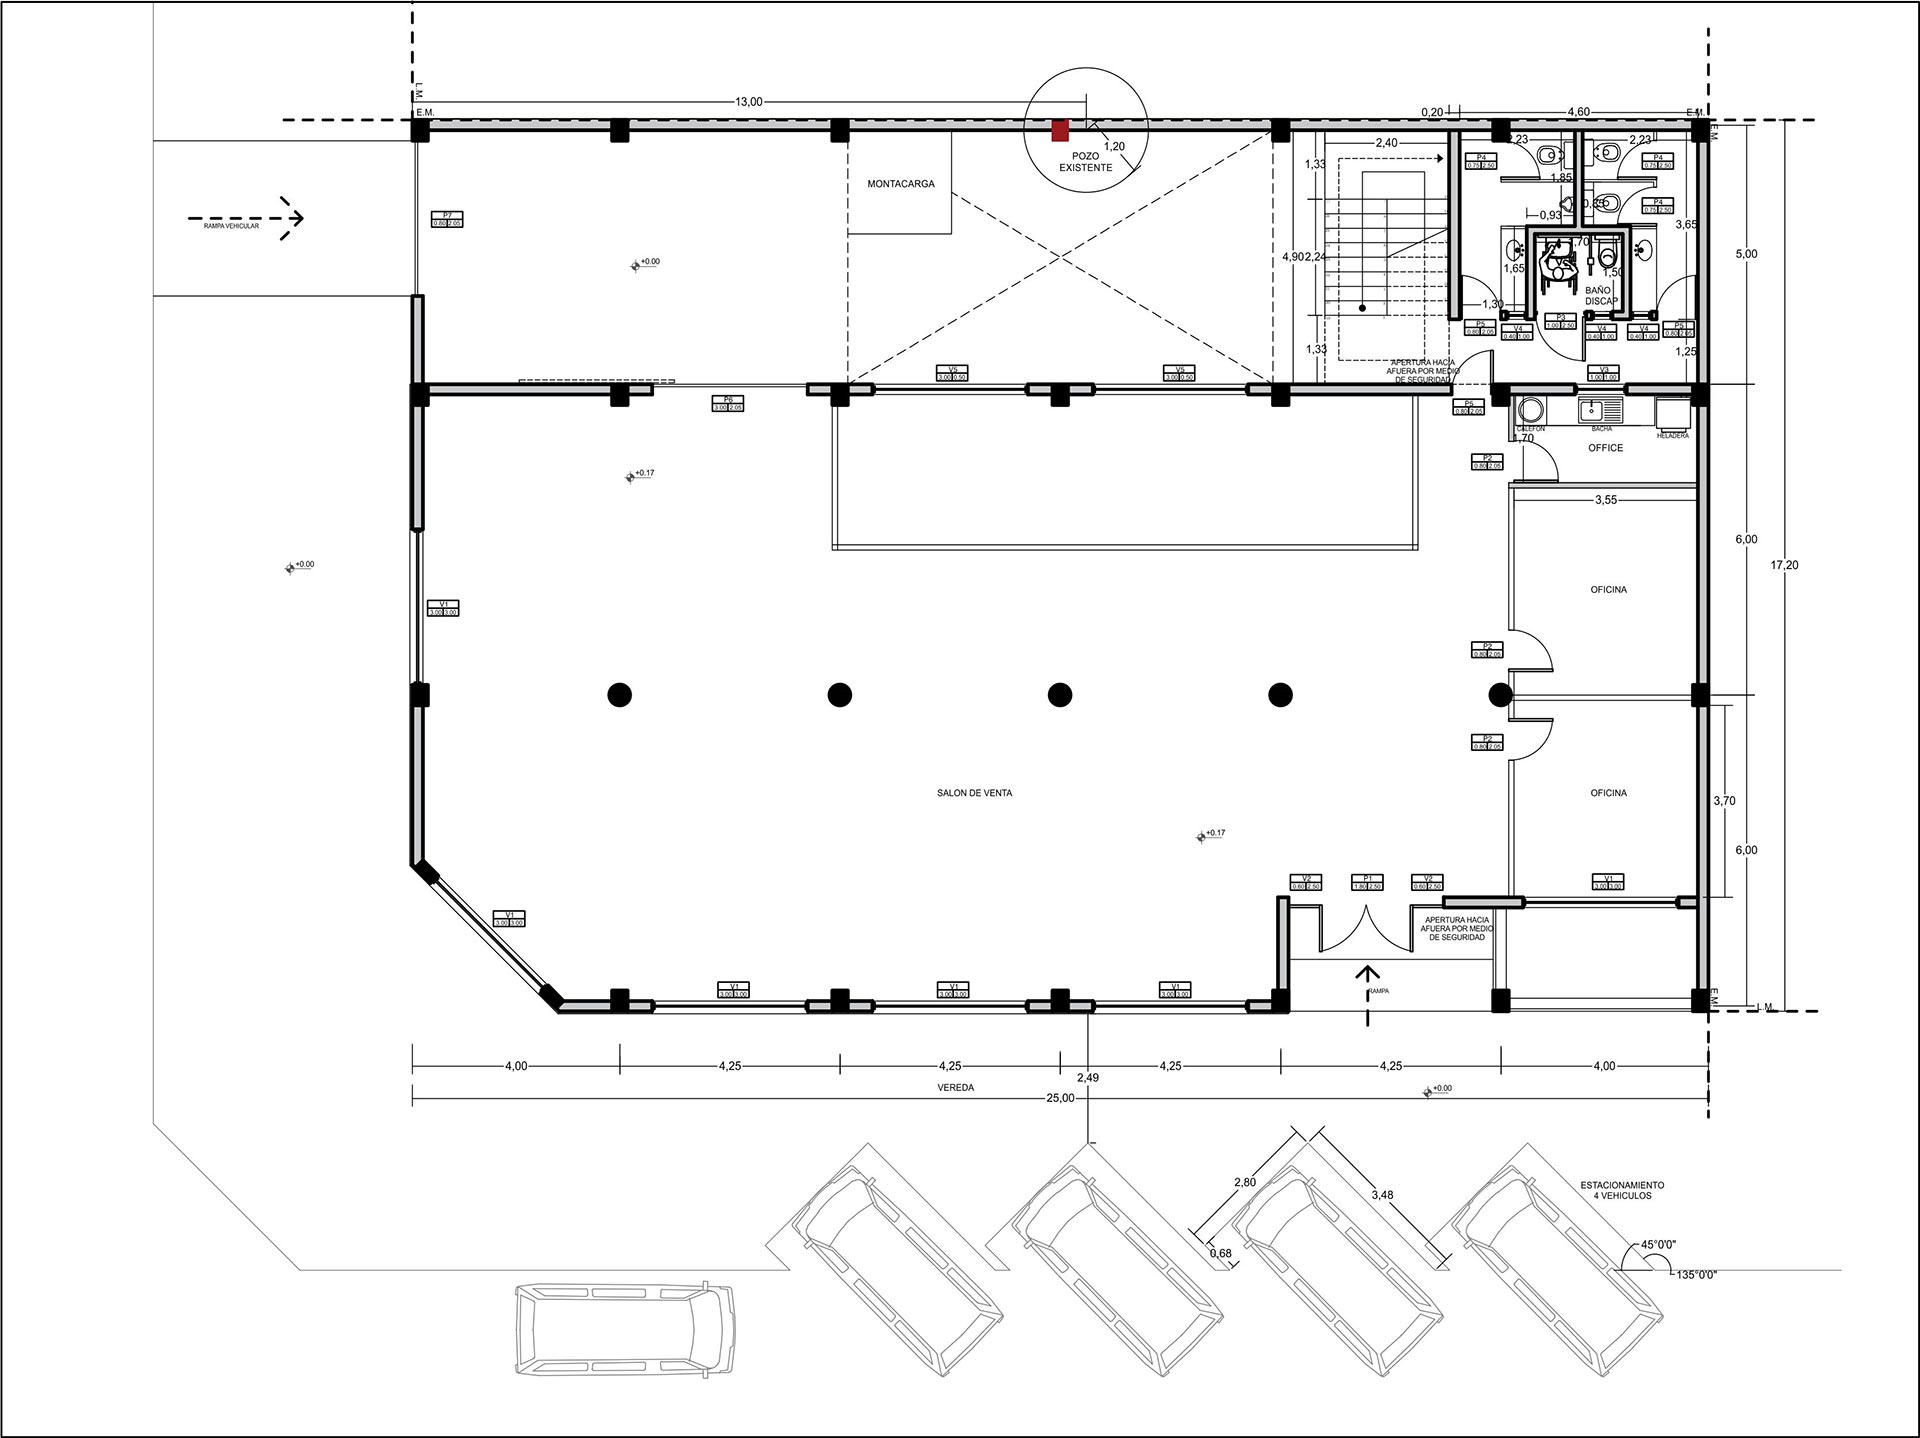 L.M.
E.M.
13,00
0,20
4,60
E.M.
E.M.
1,20
POZO
EXISTENTE
MONTACARGA
1,33
2,40
2,23
2,23
P4
0.75 2.50
P4
0.75 2.50
1,85
P4
0.75 2.50
0,93
0,85
3,65
P7
0.80 2.05
RAMPA VEHICULAR
+0.00
4,90
2,24
1,70
1,65
1,50
5,00
BAÑO
DISCAP
1,30
P5
0.80 2.05
V4
0.40 1.00
P3
1.00 2.50
V4
0.40 1.00
V4
0.40 1.00
P5
0.80 2.05
1,33
1,25
APERTURA HACIA
AFUERA POR MEDIO
DE SEGURIDAD
V5
3.00 0.50
V5
3.00 0.50
V3
1.00 1.00
P6
3.00 2.05
P5
0.80 2.05
CALEFON
BACHA
HELADERA
1,70
OFFICE
P2
0.80 2.05
+0.17
3,55
6,00
17,20
+0.00
OFICINA
V1
3.00 3.00
P2
0.80 2.05
P2
0.80 2.05
SALON DE VENTA
OFICINA
3,70
+0.17
6,00
V2
0.60 2.50
P1
1.80 2.50
V2
0.60 2.50
V1
3.00 3.00
V1
3.00 3.00
APERTURA HACIA
AFUERA POR MEDIO
DE SEGURIDAD
V1
3.00 3.00
V1
3.00 3.00
V1
3.00 3.00
RAMPA
E.M.
L.M.
4,00
4,25
4,25
4,25
4,25
4,00
2,49
VEREDA
+0.00
25,00
2,80
3,48
ESTACIONAMIENTO
4 VEHICULOS
0,68
45°0'0"
135°0'0"